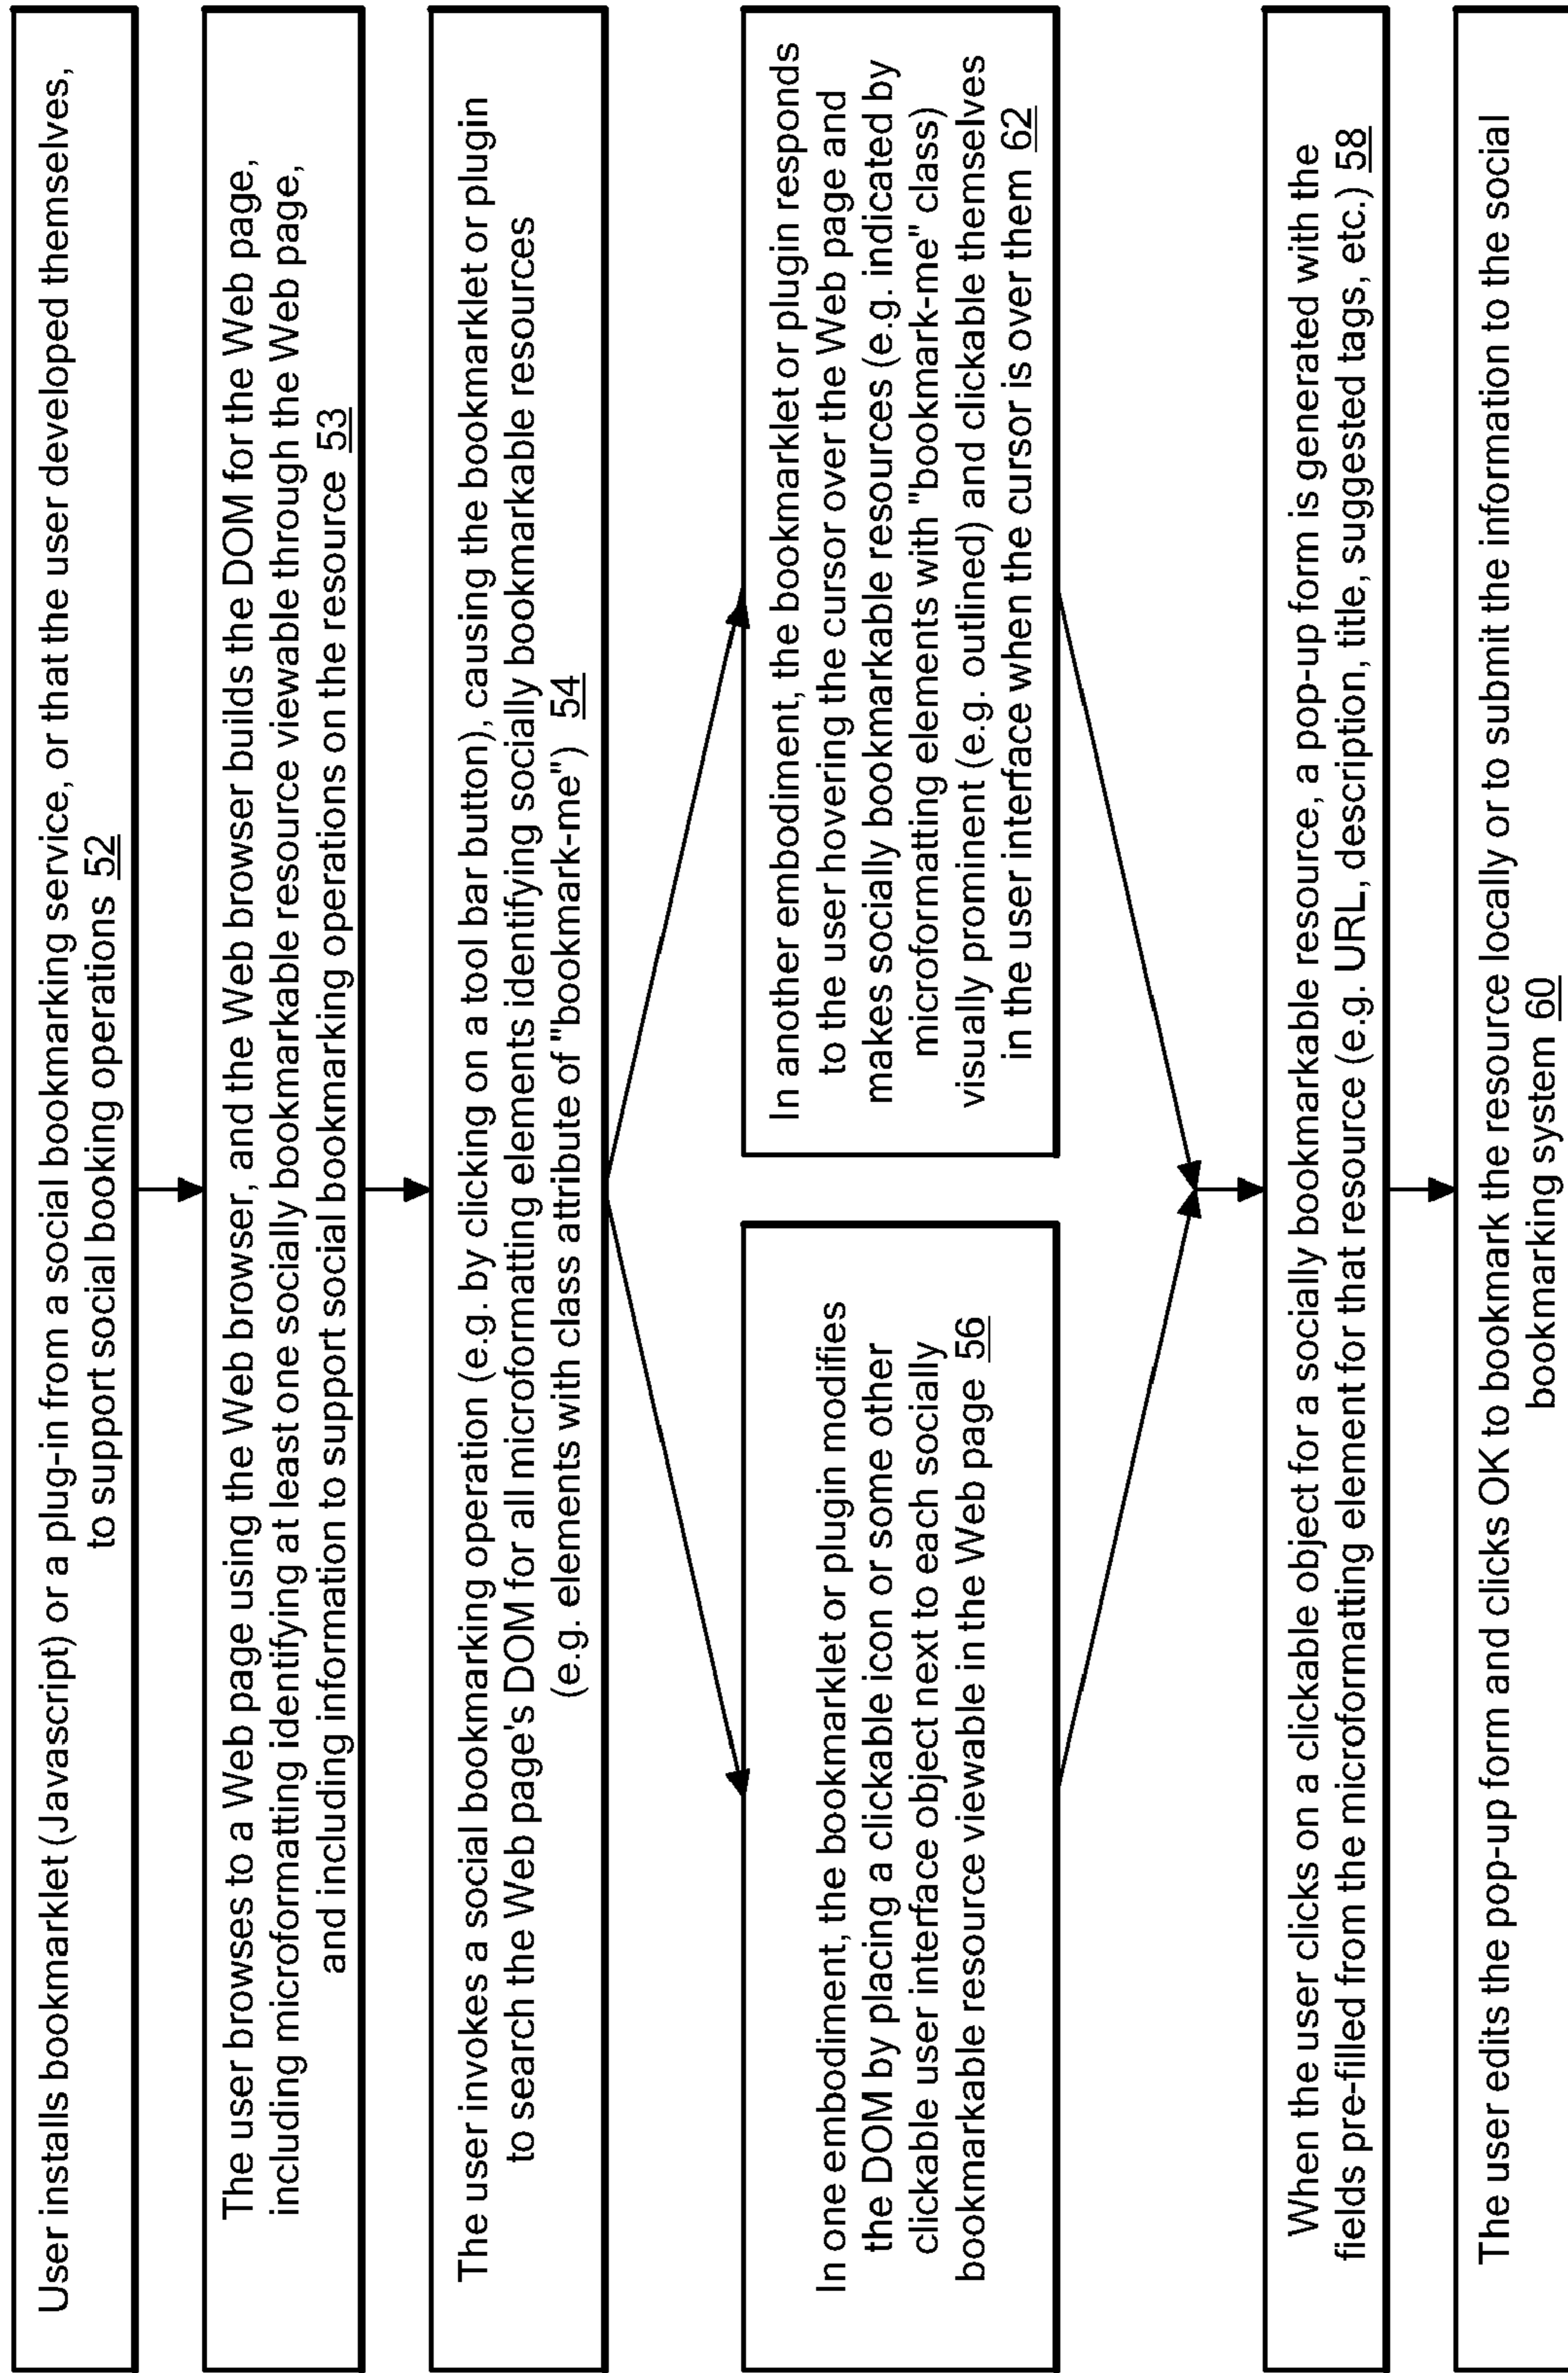 User installs bookmarklet (Javascript) or a plug-in from a social bookmarking service, or that the user developed themselves,
to support social booking operations 52
The user browses to a Web page using the Web browser, and the Web browser builds the DOM for the Web page,
including microformatting identifying at least one socially bookmarkable resource viewable through the Web page,
and including information to support social bookmarking operations on the resource 53
The user invokes a social bookmarking operation (e.g. by clicking on a tool bar button), causing the bookmarklet or plugin
to search the Web page's DOM for all microformatting elements identifying socially bookmarkable resources
(e.g. elements with class attribute of "bookmark-me") 54
In one embodiment, the bookmarklet or plugin modifies
the DOM by placing a clickable icon or some other
clickable user interface object next to each socially
bookmarkable resource viewable in the Web page 56
In another embodiment, the bookmarklet or plugin responds
to the user hovering the cursor over the Web page and
makes socially bookmarkable resources (e.g. indicated by
microformatting elements with "bookmark-me" class)
visually prominent (e.g. outlined) and clickable themselves
in the user interface when the cursor is over them 62
When the user clicks on a clickable object for a socially bookmarkable resource, a pop-up form is generated with the
fields pre-filled from the microformatting element for that resource (e.g. URL, description, title, suggested tags, etc.) 58
The user edits the pop-up form and clicks OK to bookmark the resource locally or to submit the information to the social
bookmarking system 60